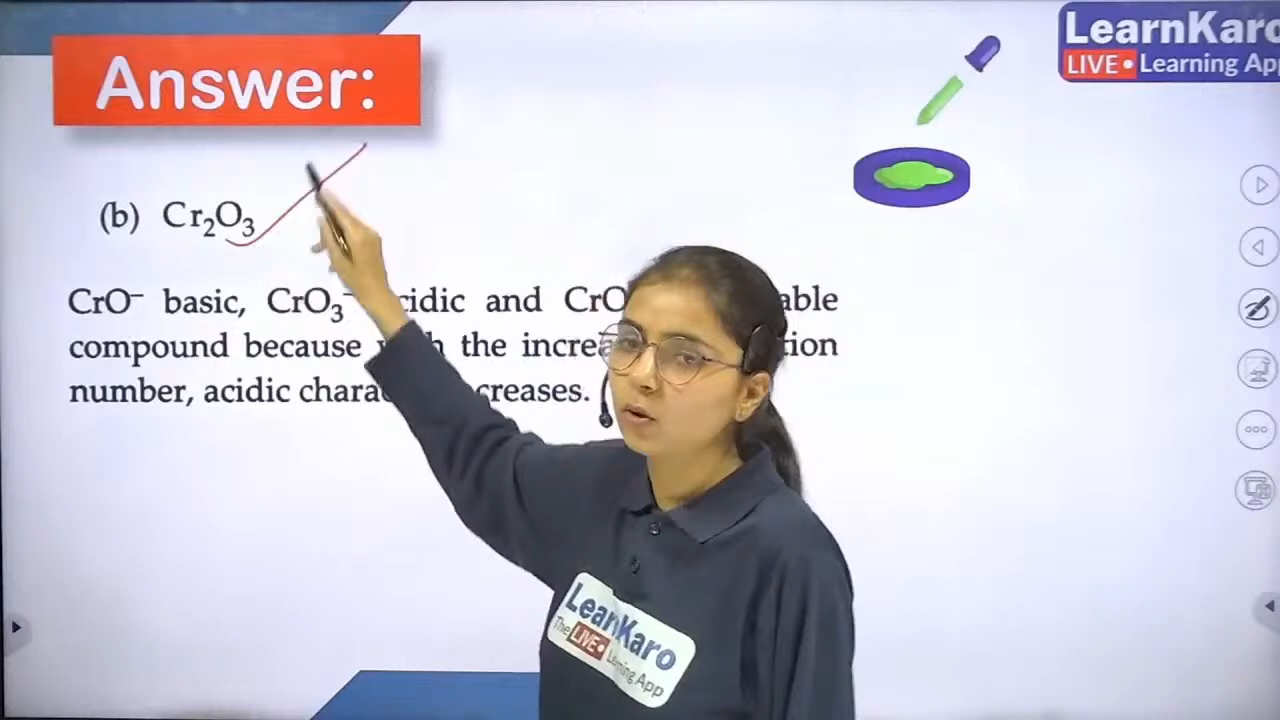 Answer:
LearnKaro
LIVE • Learning App
(b) Cr₂O₃
CrO⁻ basic, CrO₃⁻ cidic and CrO able
compound because the increa tion
number, acidic chara creases.
LearnKaro
The LIVE• Learning App